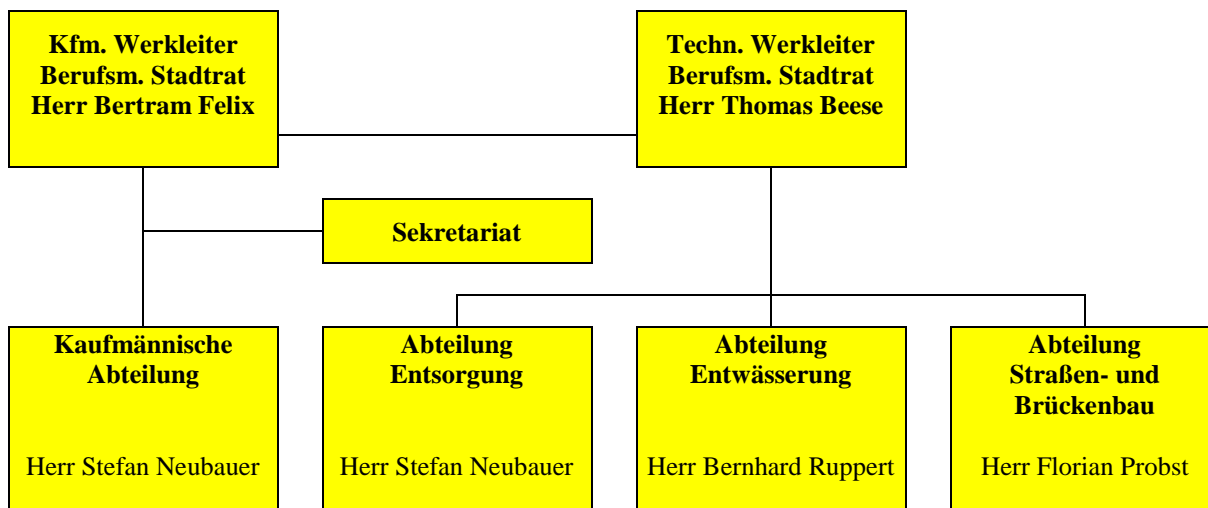 Kfm. Werkleiter
Berufsm. Stadtrat
Herr Bertram Felix
Techn. Werkleiter
Berufsm. Stadtrat
Herr Thomas Beese
Sekretariat
Kaufmännische
Abteilung
Herr Stefan Neubauer
Abteilung
Entsorgung
Herr Stefan Neubauer
Abteilung
Entwässerung
Herr Bernhard Ruppert
Abteilung
Straßen- und
Brückenbau
Herr Florian Probst